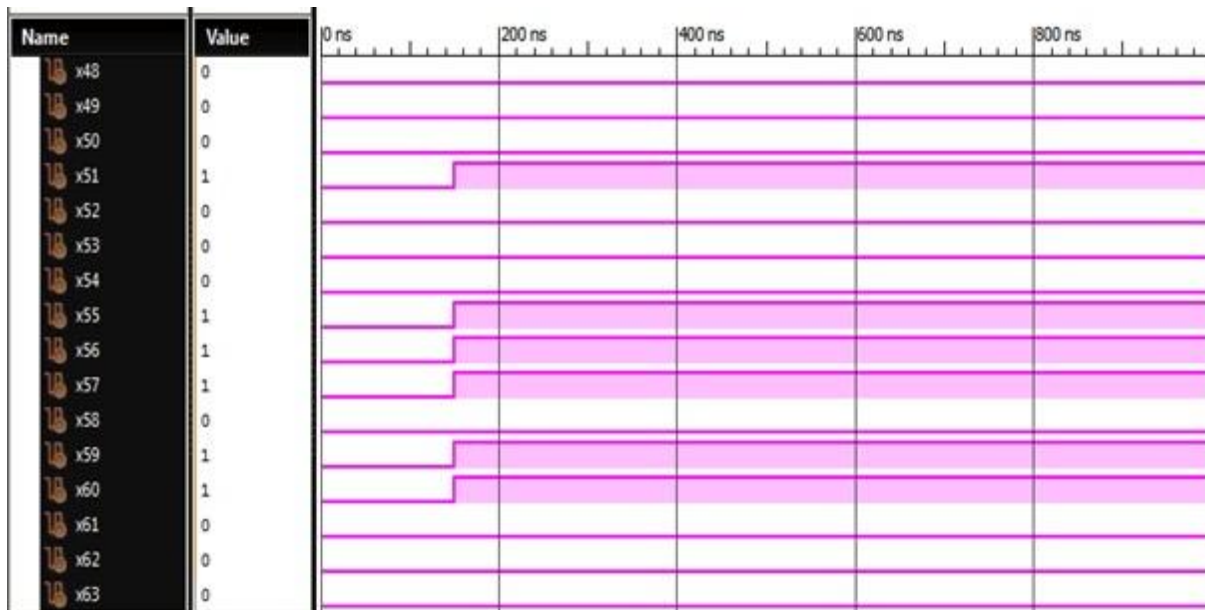 Name Value 0 ns 200 ns 400 ns 600 ns 800 ns
x48 0
x49 0
x50 0
x51 1
x52 0
x53 0
x54 0
x55 1
x56 1
x57 1
x58 0
x59 1
x60 1
x61 0
x62 0
x63 0